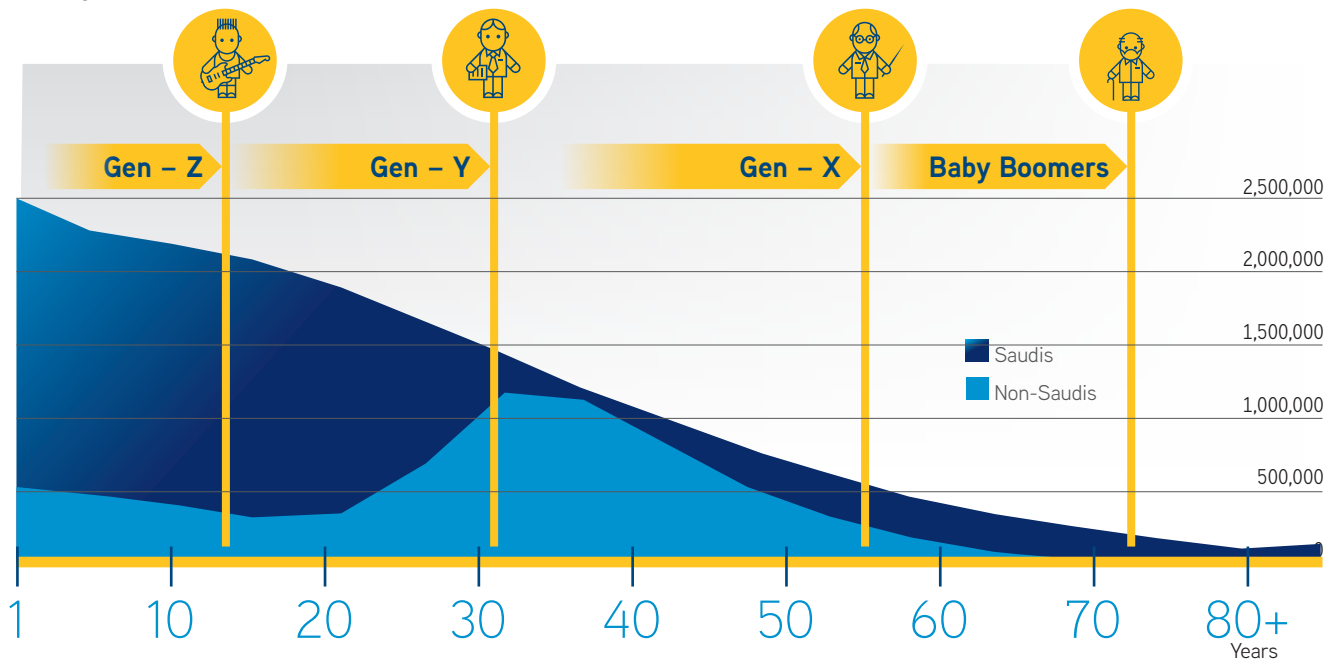 Gen – Z
Gen – Y
Gen – X
Baby Boomers
2,500,000
2,000,000
1,500,000
Saudis
Non-Saudis
1,000,000
500,000
0
1 10 20 30 40 50 60 70 80+
Years